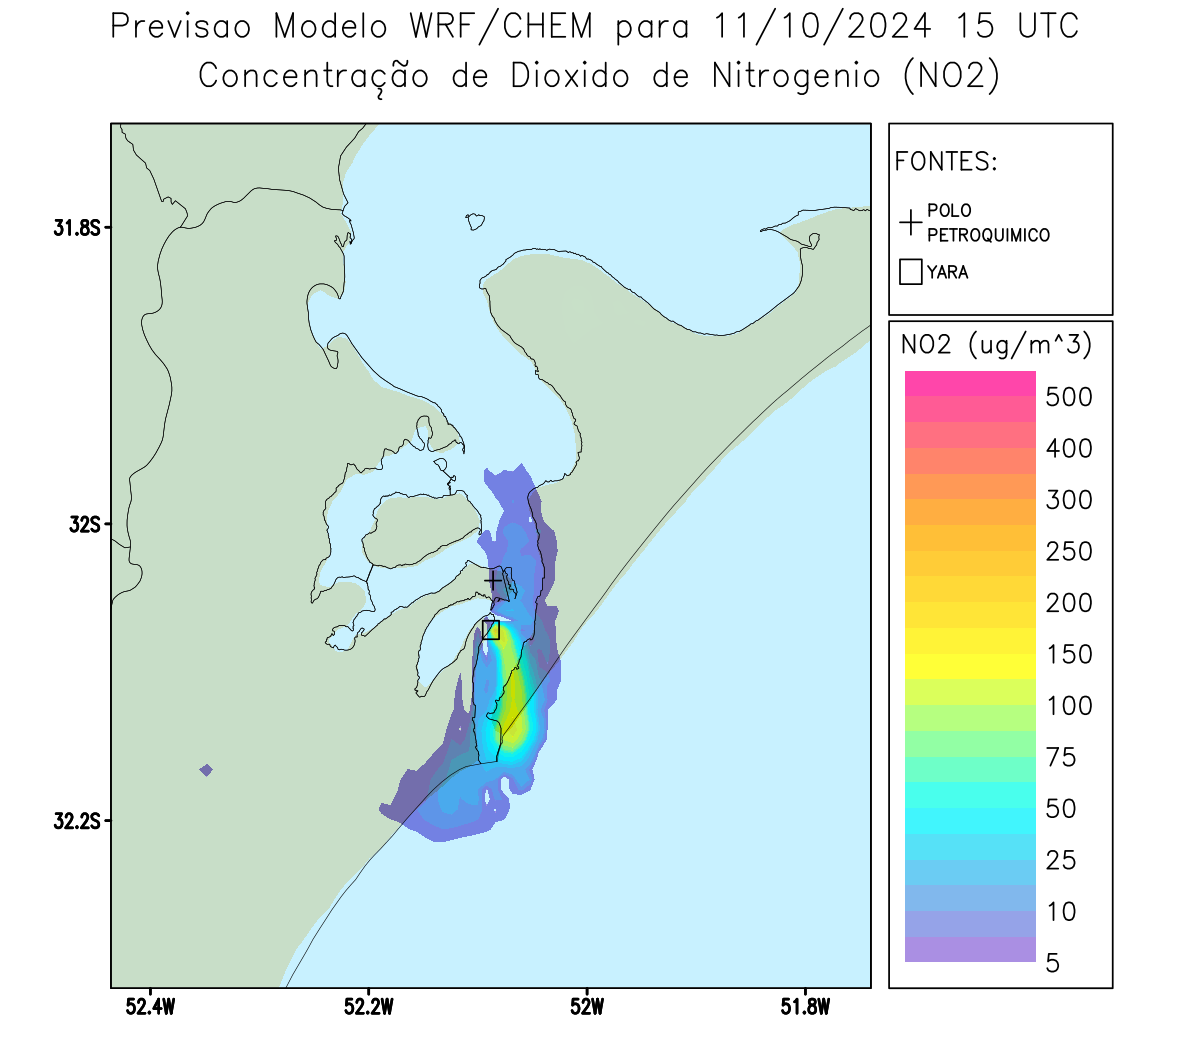 Previsao Modelo WRF/CHEM para 11/10/2024 15 UTC
Concentração de Dioxido de Nitrogenio (NO2)
FONTES:
POLO
PETROQUIMICO
YARA
NO2 (ug/m^3)
500
400
300
250
200
150
100
75
50
25
10
5
31.8S
32S
32.2S
52.4W
52.2W
52W
51.8W